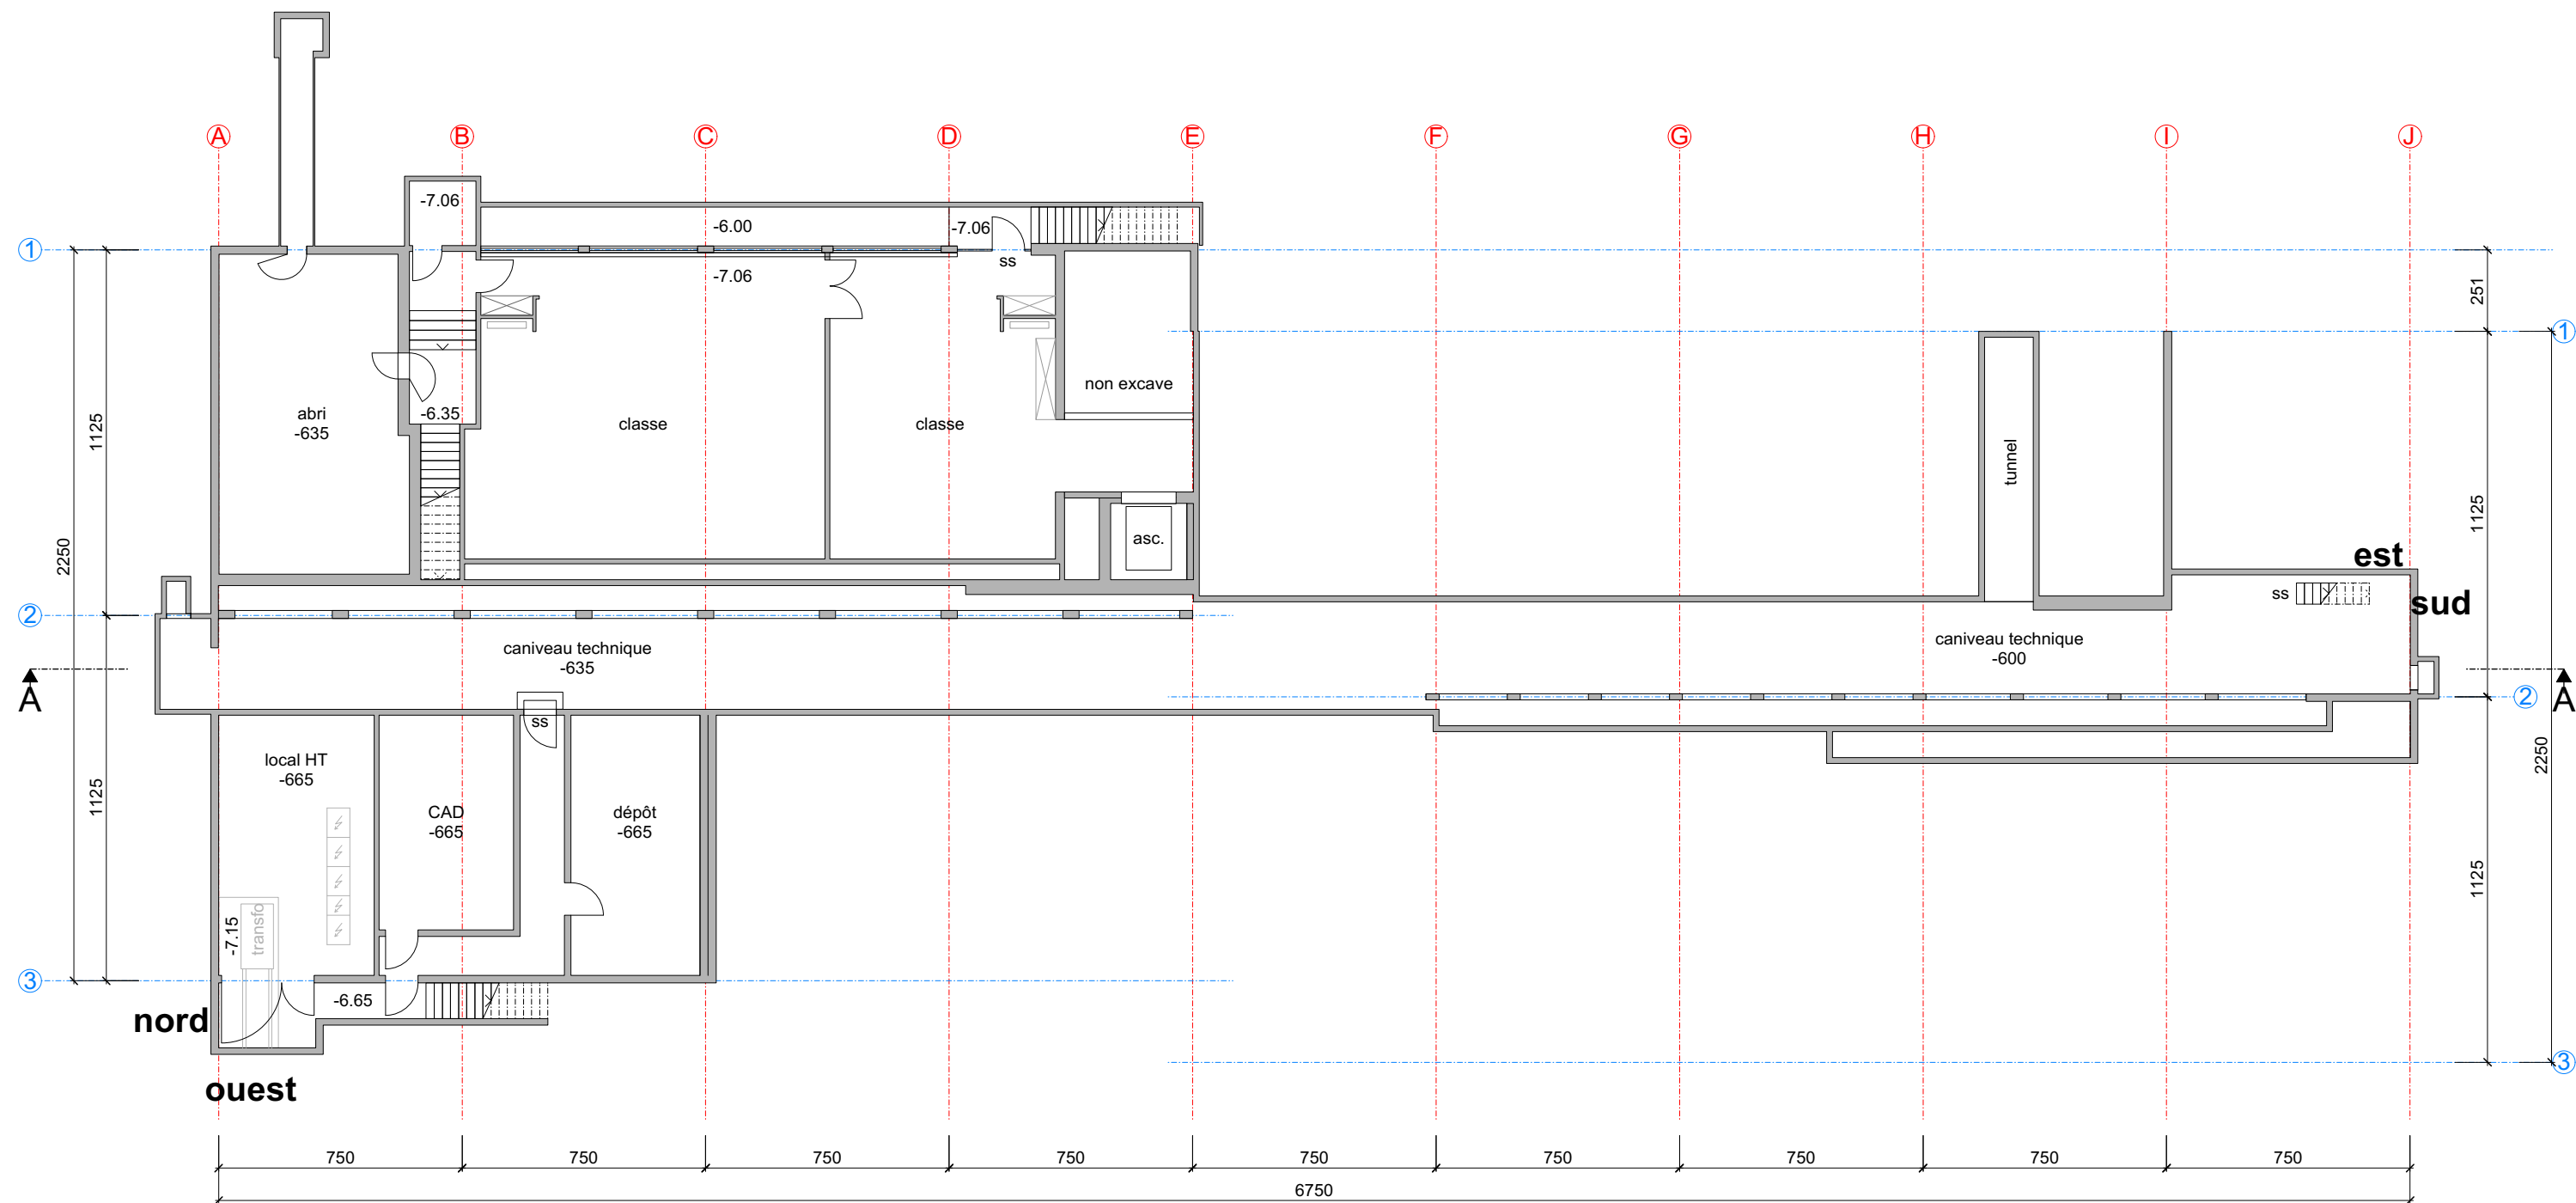 A B C D E F G H I J
-7.06
-6.00
-7.06
1
ss
-7.06
251
1
non excave
abri
-635
-6.35
classe
classe
1125
tunnel
1125
2250
asc.
est
ss
sud
2
caniveau technique
-635
caniveau technique
-600
A
A
2
ss
local HT
-665
CAD
-665
dépôt
-665
1125
2250
1125
-7.15
transfo
3
-6.65
nord
3
ouest
750 750 750 750 750 750 750 750 750
6750